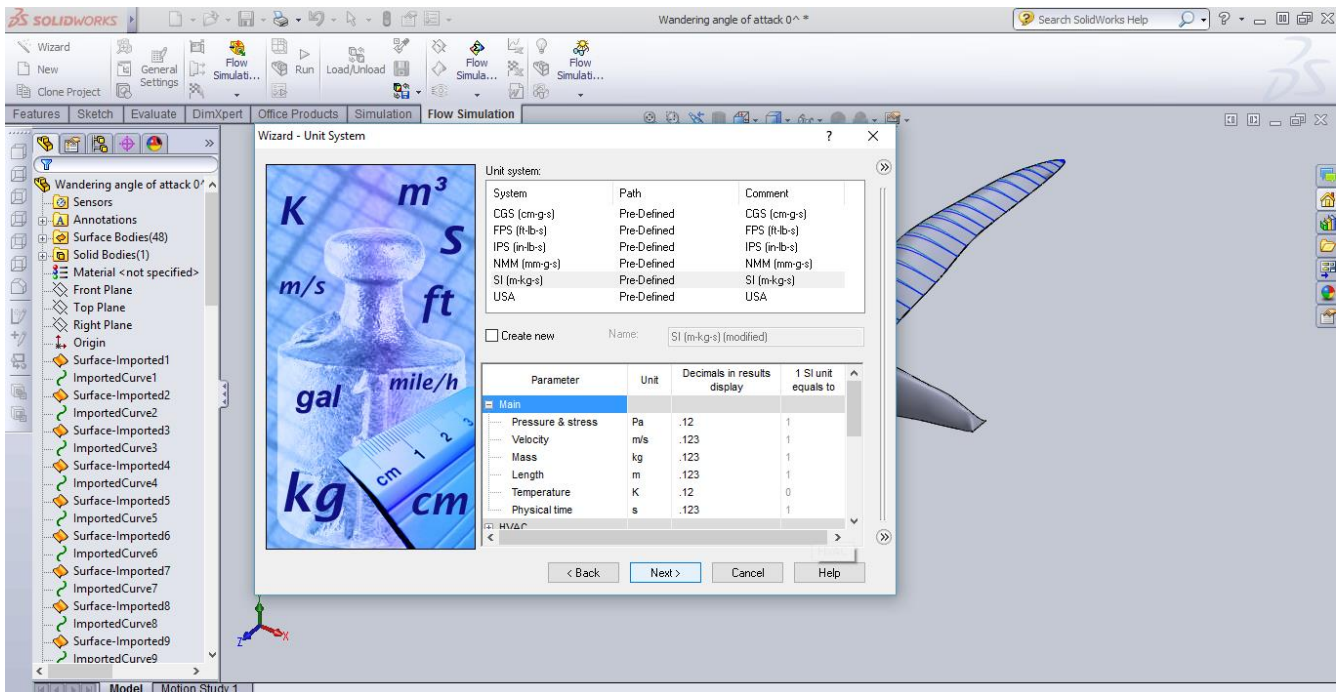 SOLIDWORKS
Wandering angle of attack 0^ *
Search SolidWorks Help
Wizard
New
Clone Project
General Settings
Flow Simulati...
Run
Load/Unload
Flow Simula...
Flow Simulati...
Features Sketch Evaluate DimXpert Office Products Simulation Flow Simulation
Wandering angle of attack 0^
Sensors
Annotations
Surface Bodies(48)
Solid Bodies(1)
Material <not specified>
Front Plane
Top Plane
Right Plane
Origin
Surface-Imported1
ImportedCurve1
Surface-Imported2
ImportedCurve2
Surface-Imported3
ImportedCurve3
Surface-Imported4
ImportedCurve4
Surface-Imported5
ImportedCurve5
Surface-Imported6
ImportedCurve6
Surface-Imported7
ImportedCurve7
Surface-Imported8
ImportedCurve8
Surface-Imported9
ImportedCurve9
Model Motion Study 1
Wizard - Unit System ? X
K m³
S
m/s ft
gal mile/h
kg cm 1 2 3
cm
Unit system:
System Path Comment
CGS (cm-g-s) Pre-Defined CGS (cm-g-s)
FPS (ft-lb-s) Pre-Defined FPS (ft-lb-s)
IPS (in-lb-s) Pre-Defined IPS (in-lb-s)
NMM (mm-g-s) Pre-Defined NMM (mm-g-s)
SI (m-kg-s) Pre-Defined SI (m-kg-s)
USA Pre-Defined USA
Create new Name: SI (m-kg-s) (modified)
Parameter Unit Decimals in results display 1 SI unit equals to
Main
Pressure & stress Pa .12 1
Velocity m/s .123 1
Mass kg .123 1
Length m .123 1
Temperature K .12 0
Physical time s .123 1
HVAC
< Back Next > Cancel Help
Z X